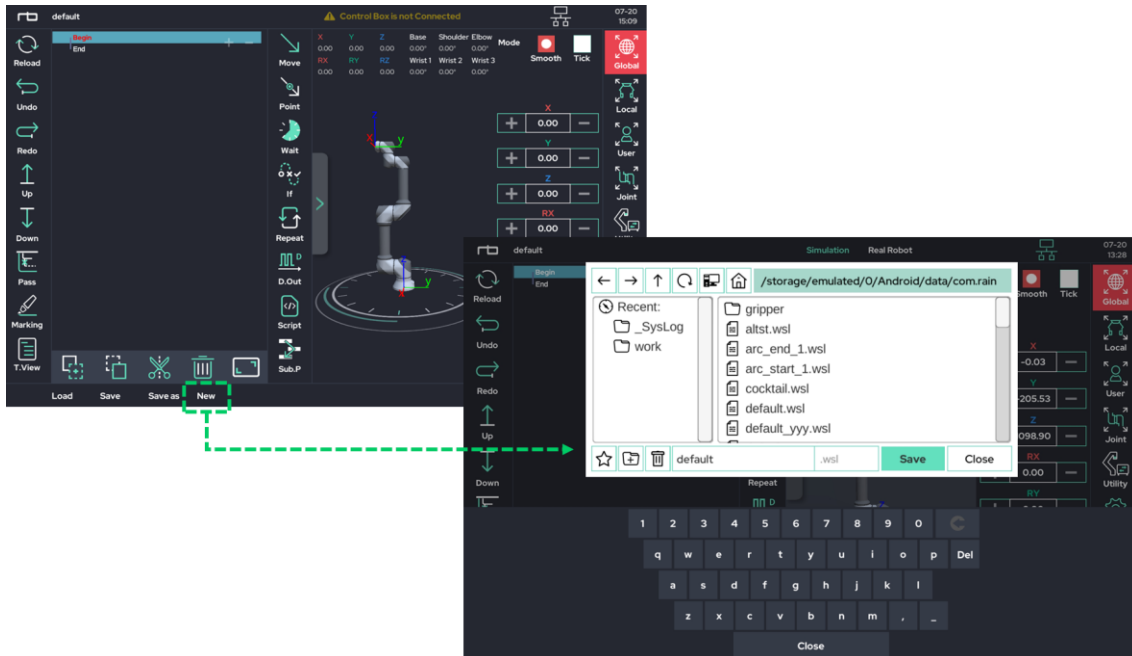 default
Control Box is not Connected
07-20
15:09
Reload
Undo
Redo
Up
Down
Pass
Marking
T.View
Begin
End
Move
Point
Wait
If
Repeat
D.Out
Script
Sub.P
X Y Z Base Shoulder Elbow
0.00 0.00 0.00 0.00° 0.00° 0.00°
RX RY RZ Wrist 1 Wrist 2 Wrist 3
0.00 0.00 0.00 0.00° 0.00° 0.00°
Mode
Smooth Tick
X
0.00
Y
0.00
Z
0.00
RX
0.00
X
y
Z
X
y
Global
Local
User
Joint
Load Save Save as New
default
Simulation Real Robot
07-20
13:28
Reload
Undo
Redo
Up
Down
Begin
End
/storage/emulated/0/Android/data/com.rain
Recent:
_SysLog
work
gripper
altst.wsl
arc_end_1.wsl
arc_start_1.wsl
cocktail.wsl
default.wsl
default_yyy.wsl
default .wsl Save Close
Repeat
D
Smooth Tick
X
-0.03
Y
-205.53
Z
098.90
RX
0.00
RY
Global
Local
User
Joint
Utility
1 2 3 4 5 6 7 8 9 0
q w e r t y u i o p Del
a s d f g h j k l
z x c v b n m , _
Close